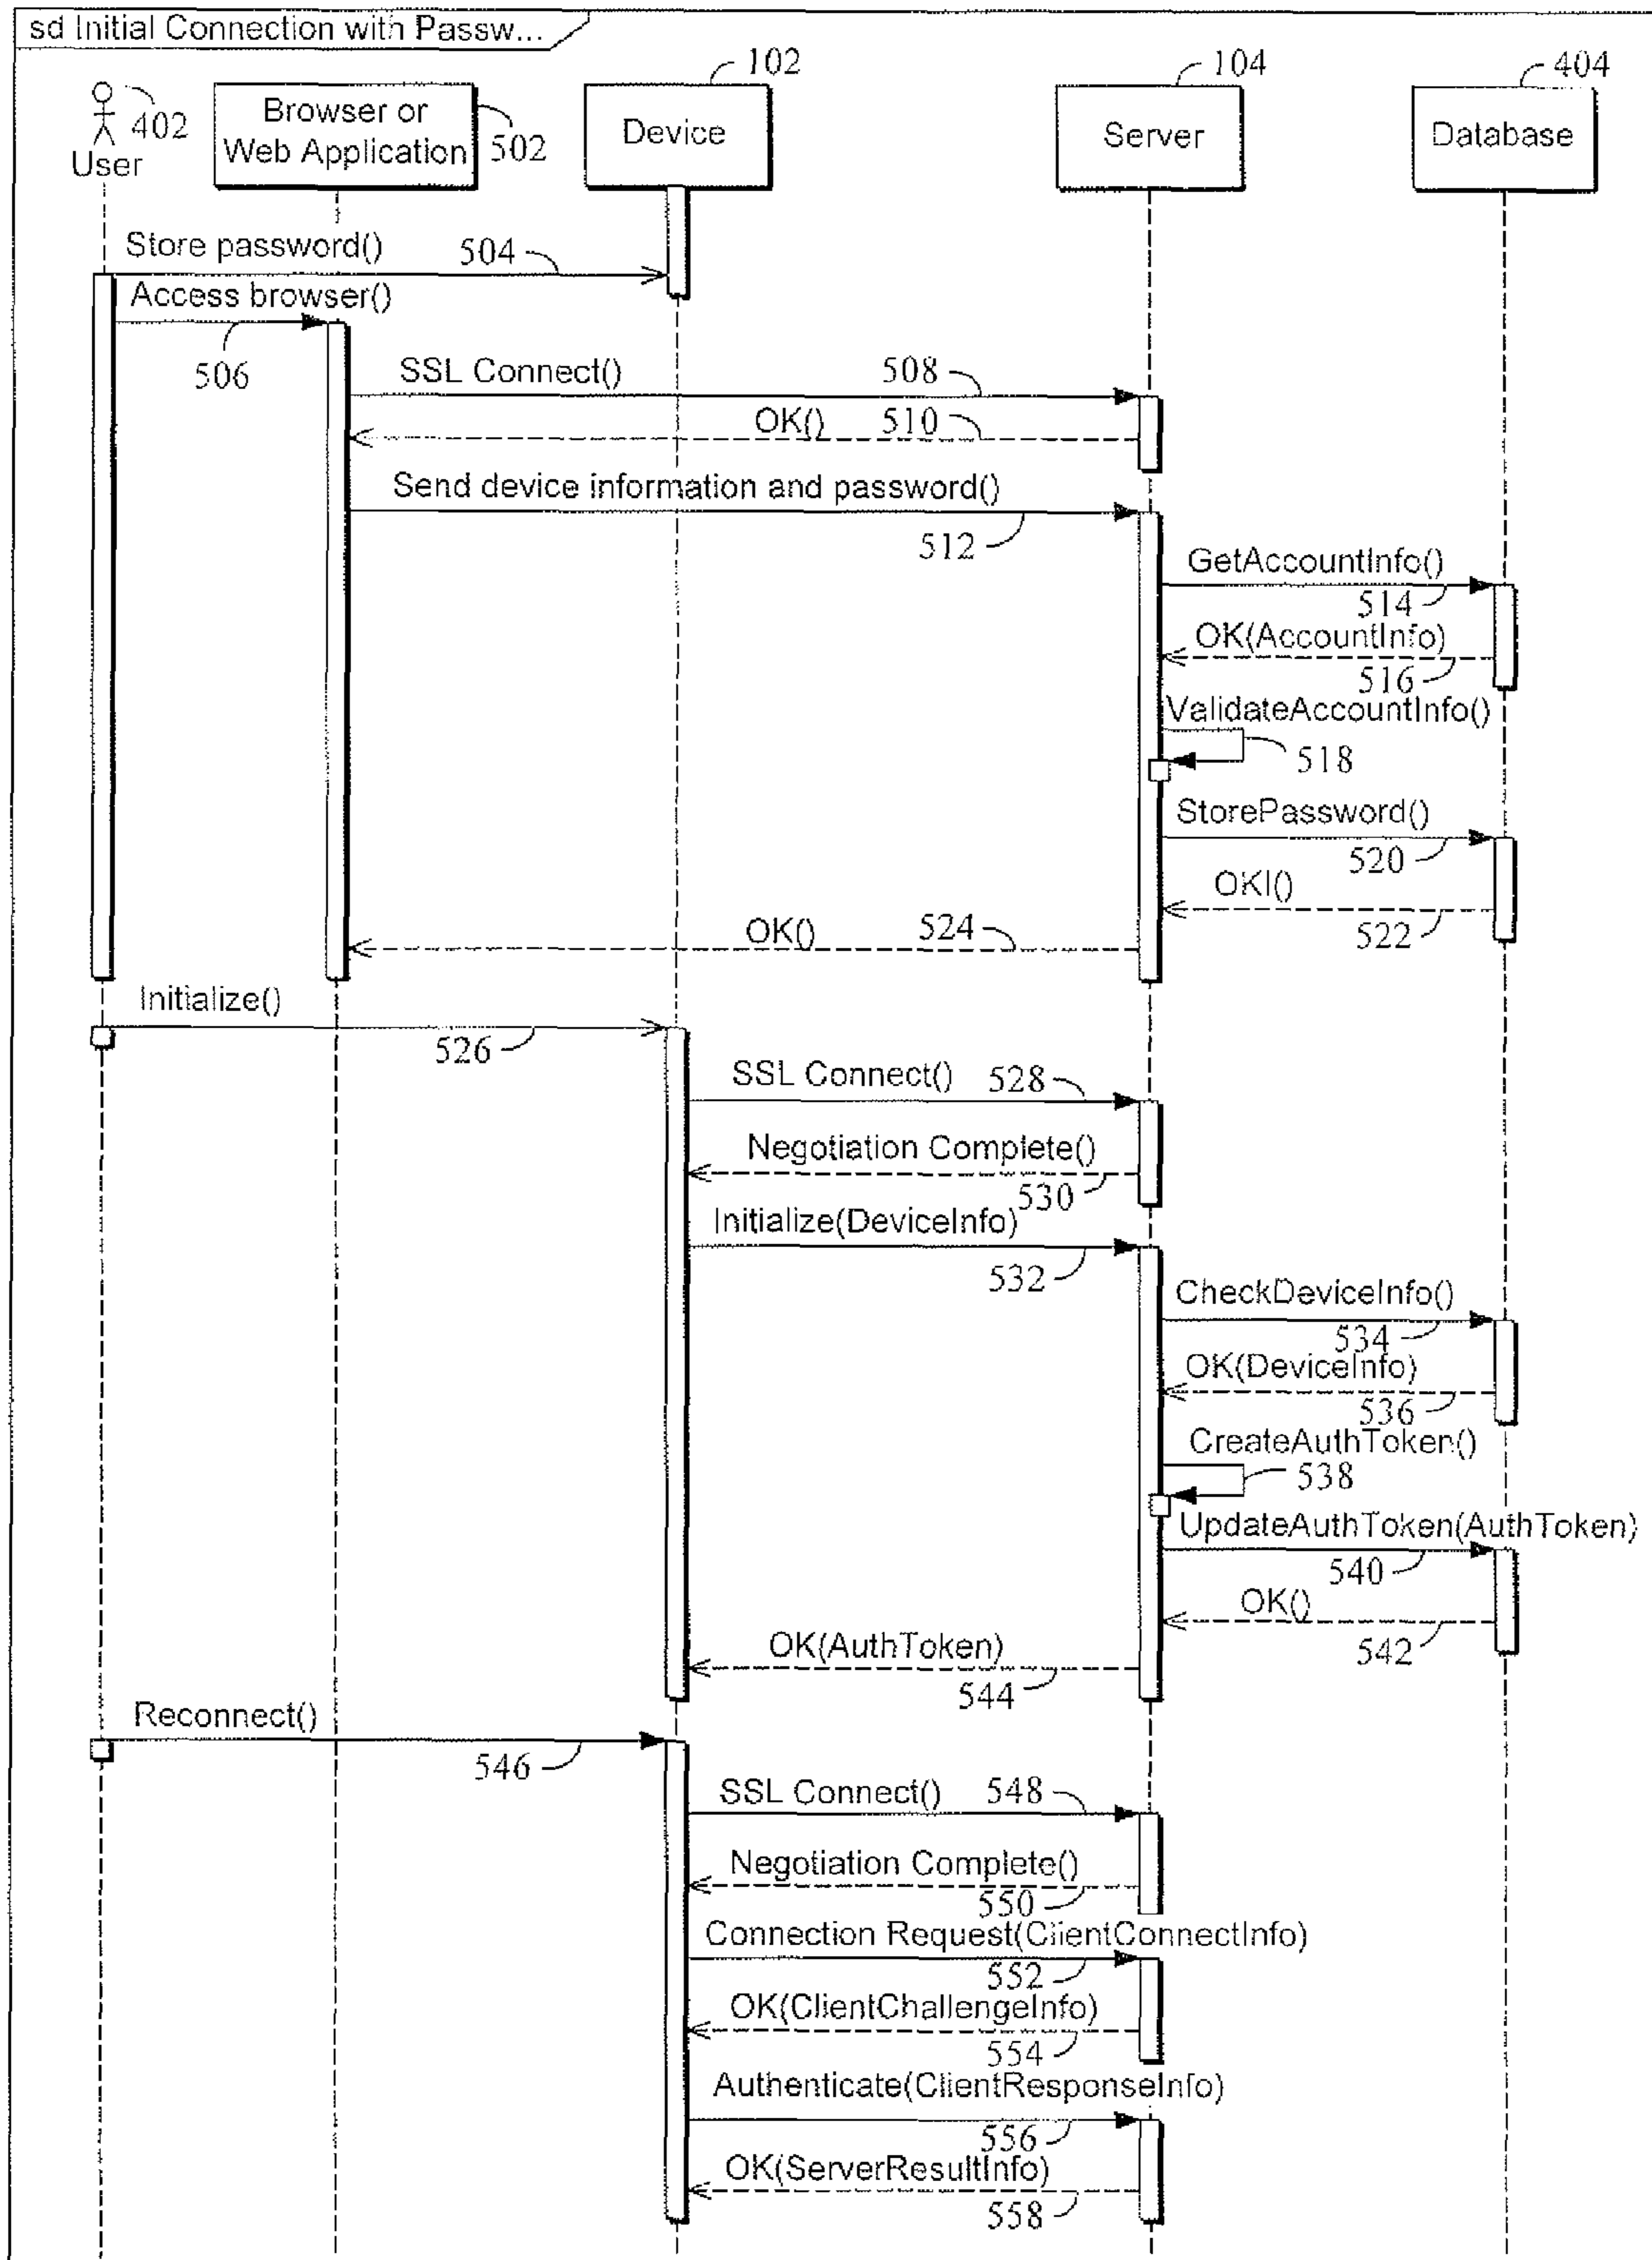 sd Initial Connection with Passw...
102
104
404
402
User
Browser or
Web Application
502
Device
Server
Database
Store password()
504
Access browser()
506
SSL Connect()
508
OK()
510
Send device information and password()
512
GetAccountInfo()
514
OK(AccountInfo)
516
ValidateAccountInfo()
518
StorePassword()
520
OKI()
522
OK()
524
Initialize()
526
SSL Connect()
528
Negotiation Complete()
530
Initialize(DeviceInfo)
532
CheckDeviceInfo()
534
OK(DeviceInfo)
536
CreateAuthToken()
538
UpdateAuthToken(AuthToken)
540
OK()
542
OK(AuthToken)
544
Reconnect()
546
SSL Connect()
548
Negotiation Complete()
550
Connection Request(ClientConnectInfo)
552
OK(ClientChallengeInfo)
554
Authenticate(ClientResponseInfo)
556
OK(ServerResultInfo)
558